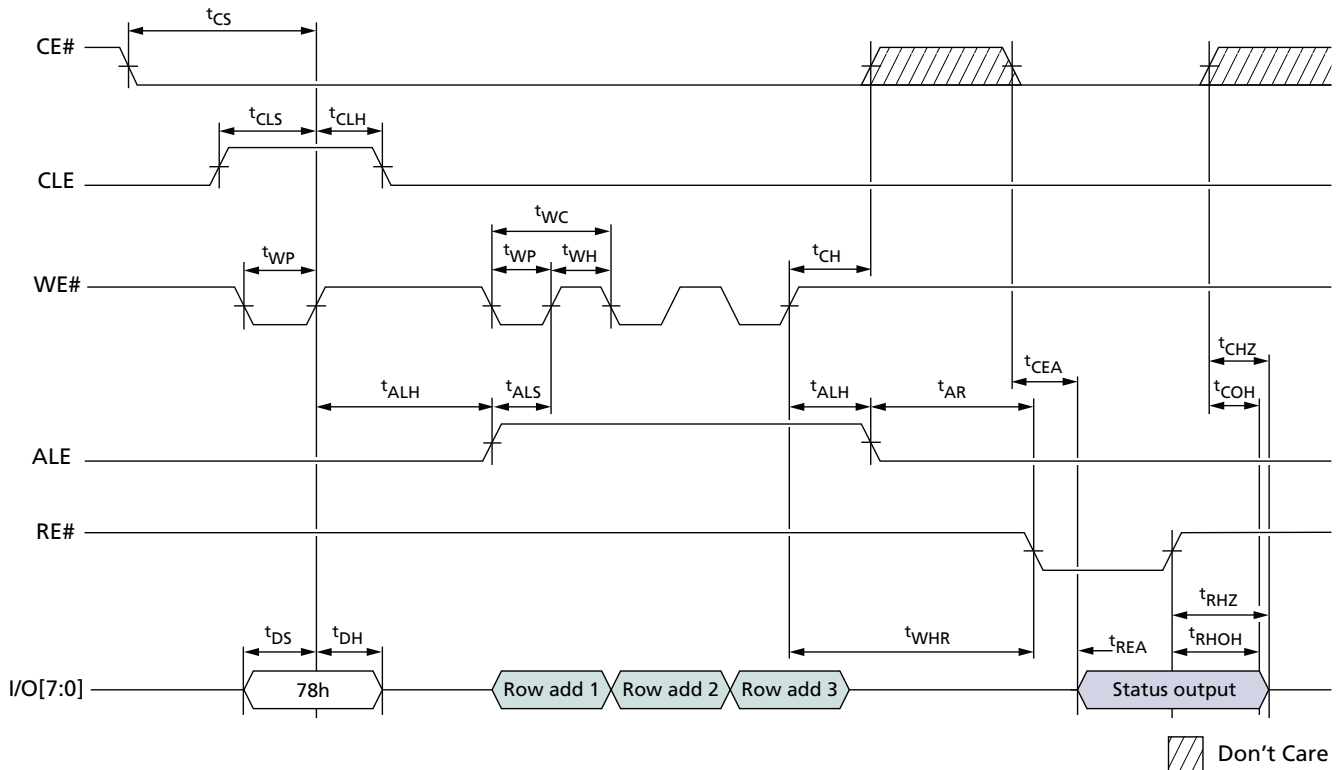 tCS
CE#
tCLS
tCLH
CLE
tWC
tWP
tWP
tWH
tCH
WE#
tCHZ
tCEA
tALH
tALS
tALH
tAR
tCOH
ALE
RE#
tRHZ
tDS
tDH
tWHR
tREA
tRHOH
I/O[7:0]
78h
Row add 1
Row add 2
Row add 3
Status output
Don't Care